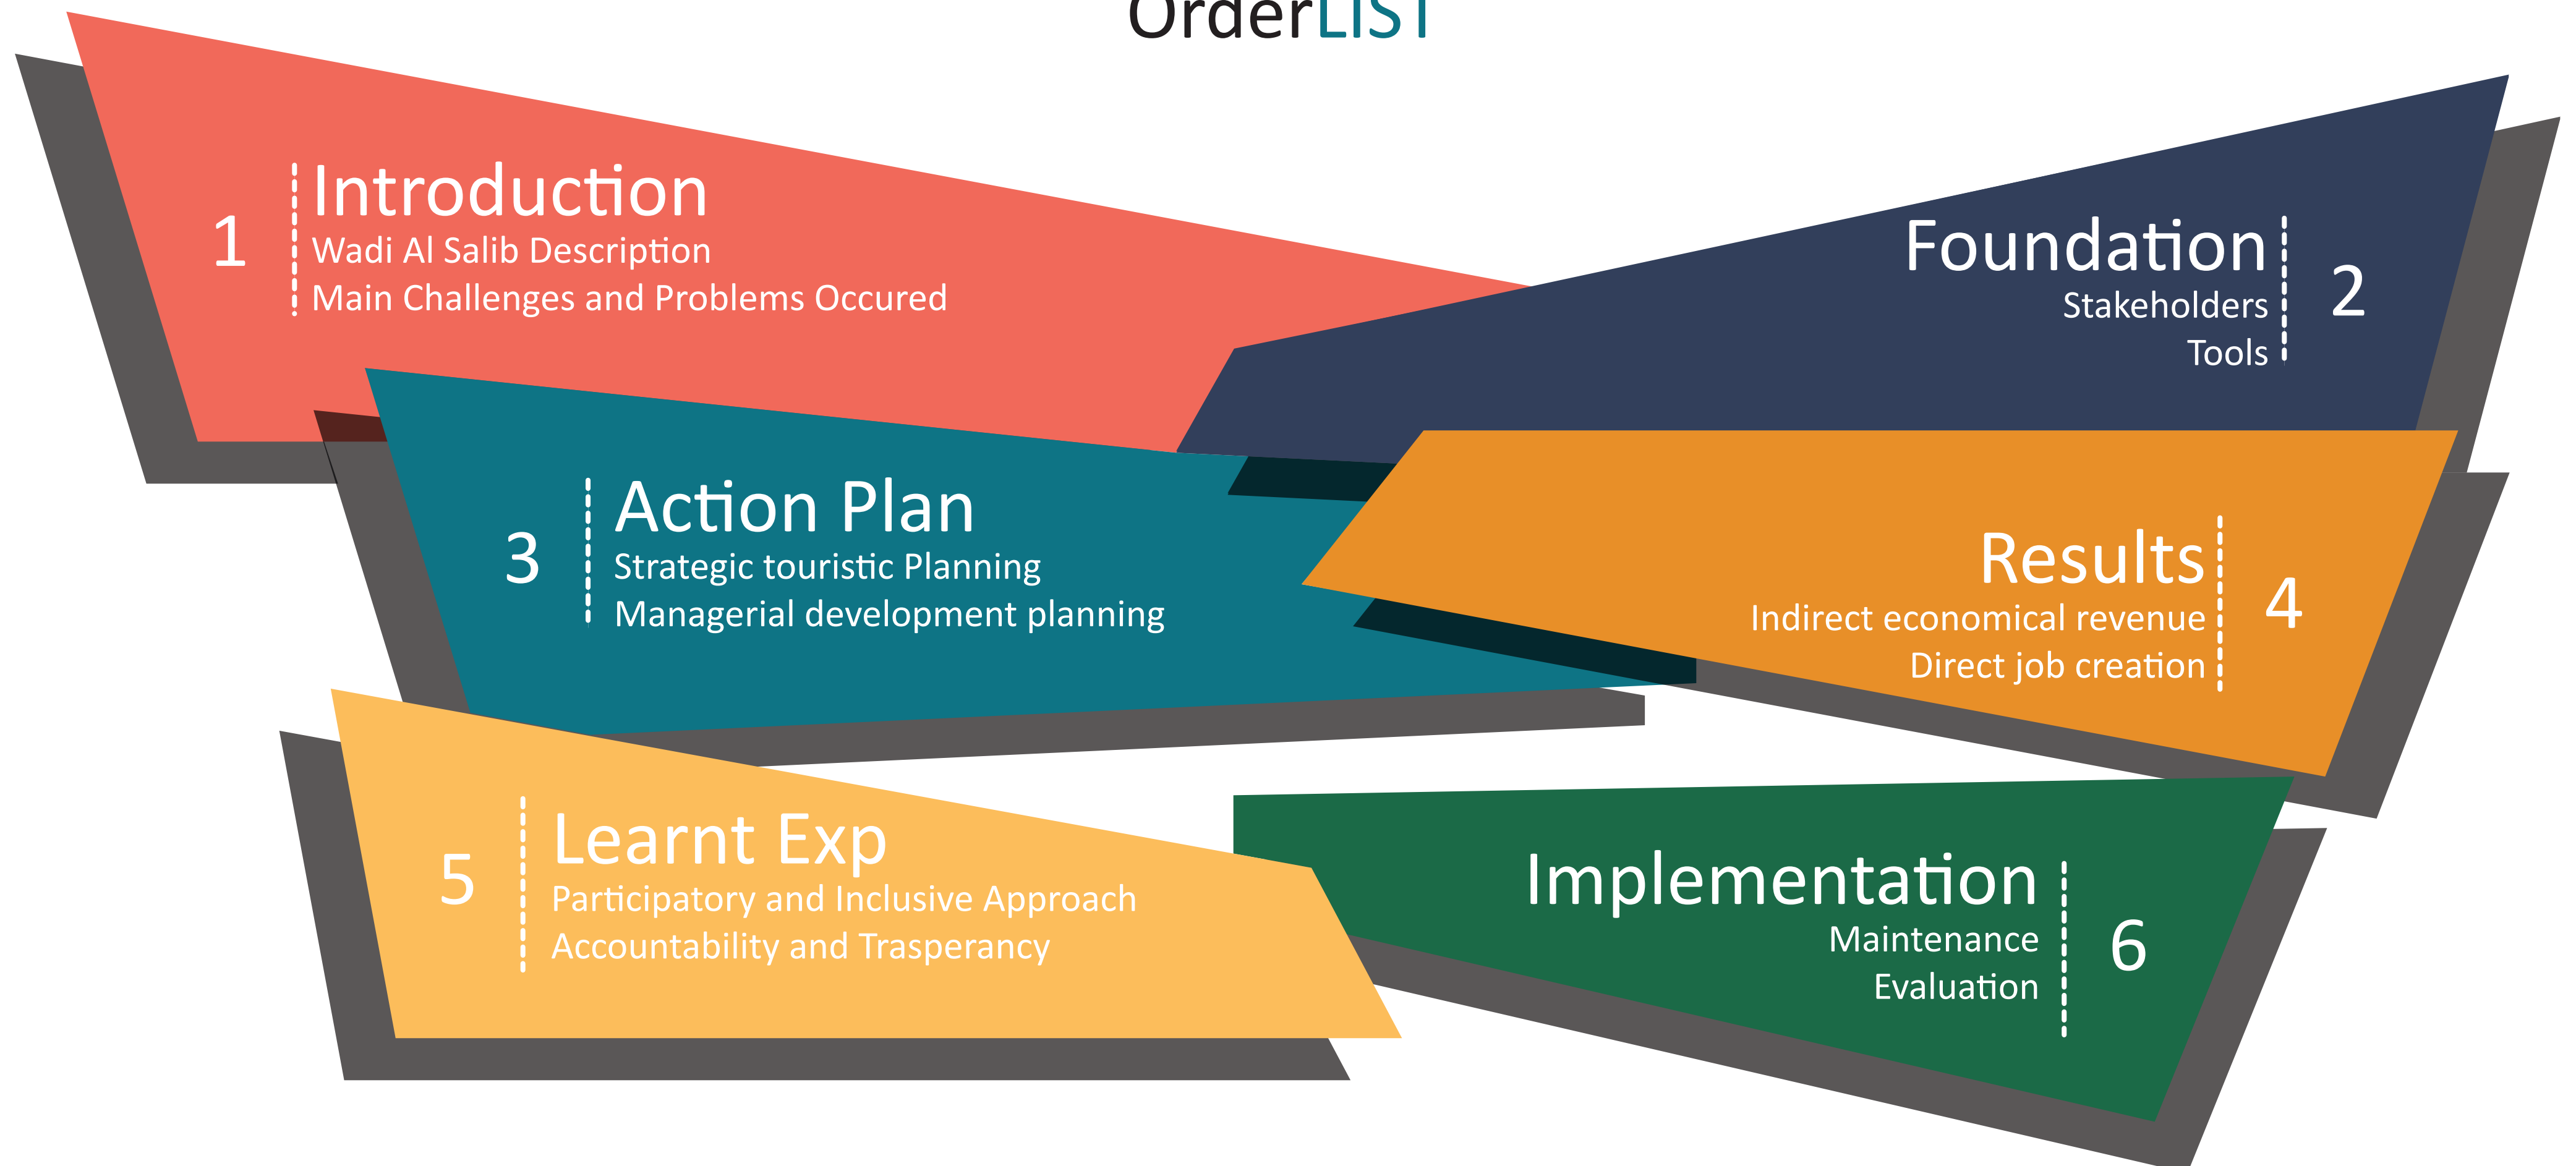 OrderLIST
1
Introduction
Wadi Al Salib Description
Main Challenges and Problems Occured
2
Foundation
Stakeholders
Tools
3
Action Plan
Strategic touristic Planning
Managerial development planning
4
Results
Indirect economical revenue
Direct job creation
5
Learnt Exp
Participatory and Inclusive Approach
Accountability and Trasperancy
6
Implementation
Maintenance
Evaluation